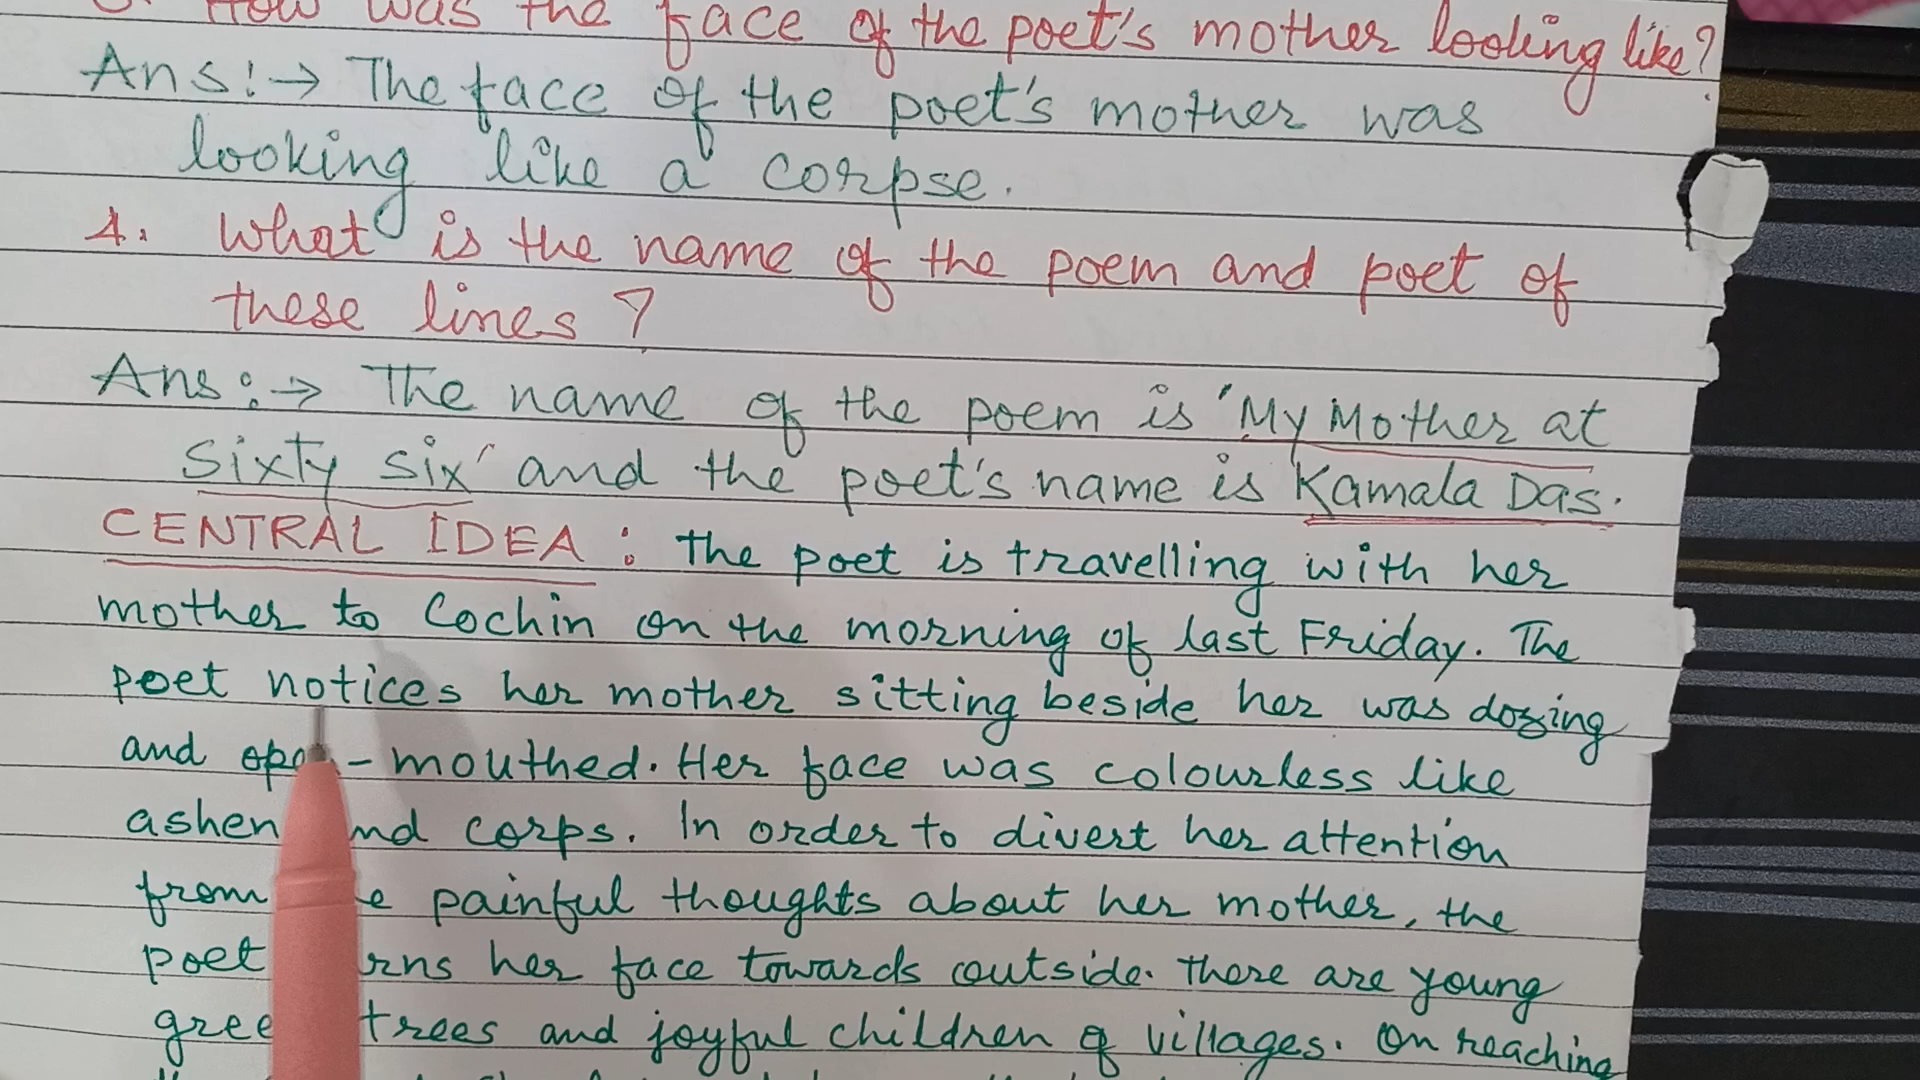 How was the face of the poet's mother looking like?
Ans:→ The face of the poet's mother was
looking like a corpse.
4. What is the name of the poem and poet of
these lines?
Ans:→ The name of the poem is 'My Mother at
Sixty six' and the poet's name is Kamala Das.
CENTRAL IDEA: The poet is travelling with her
mother to Cochin on the morning of last Friday. The
poet notices her mother sitting beside her was dozing
and - mouthed. Her face was colourless like
ashen corps. In order to divert her attention
from painful thoughts about her mother, the
poet her face towards outside. There are young
trees and joyful children of villages. On reaching